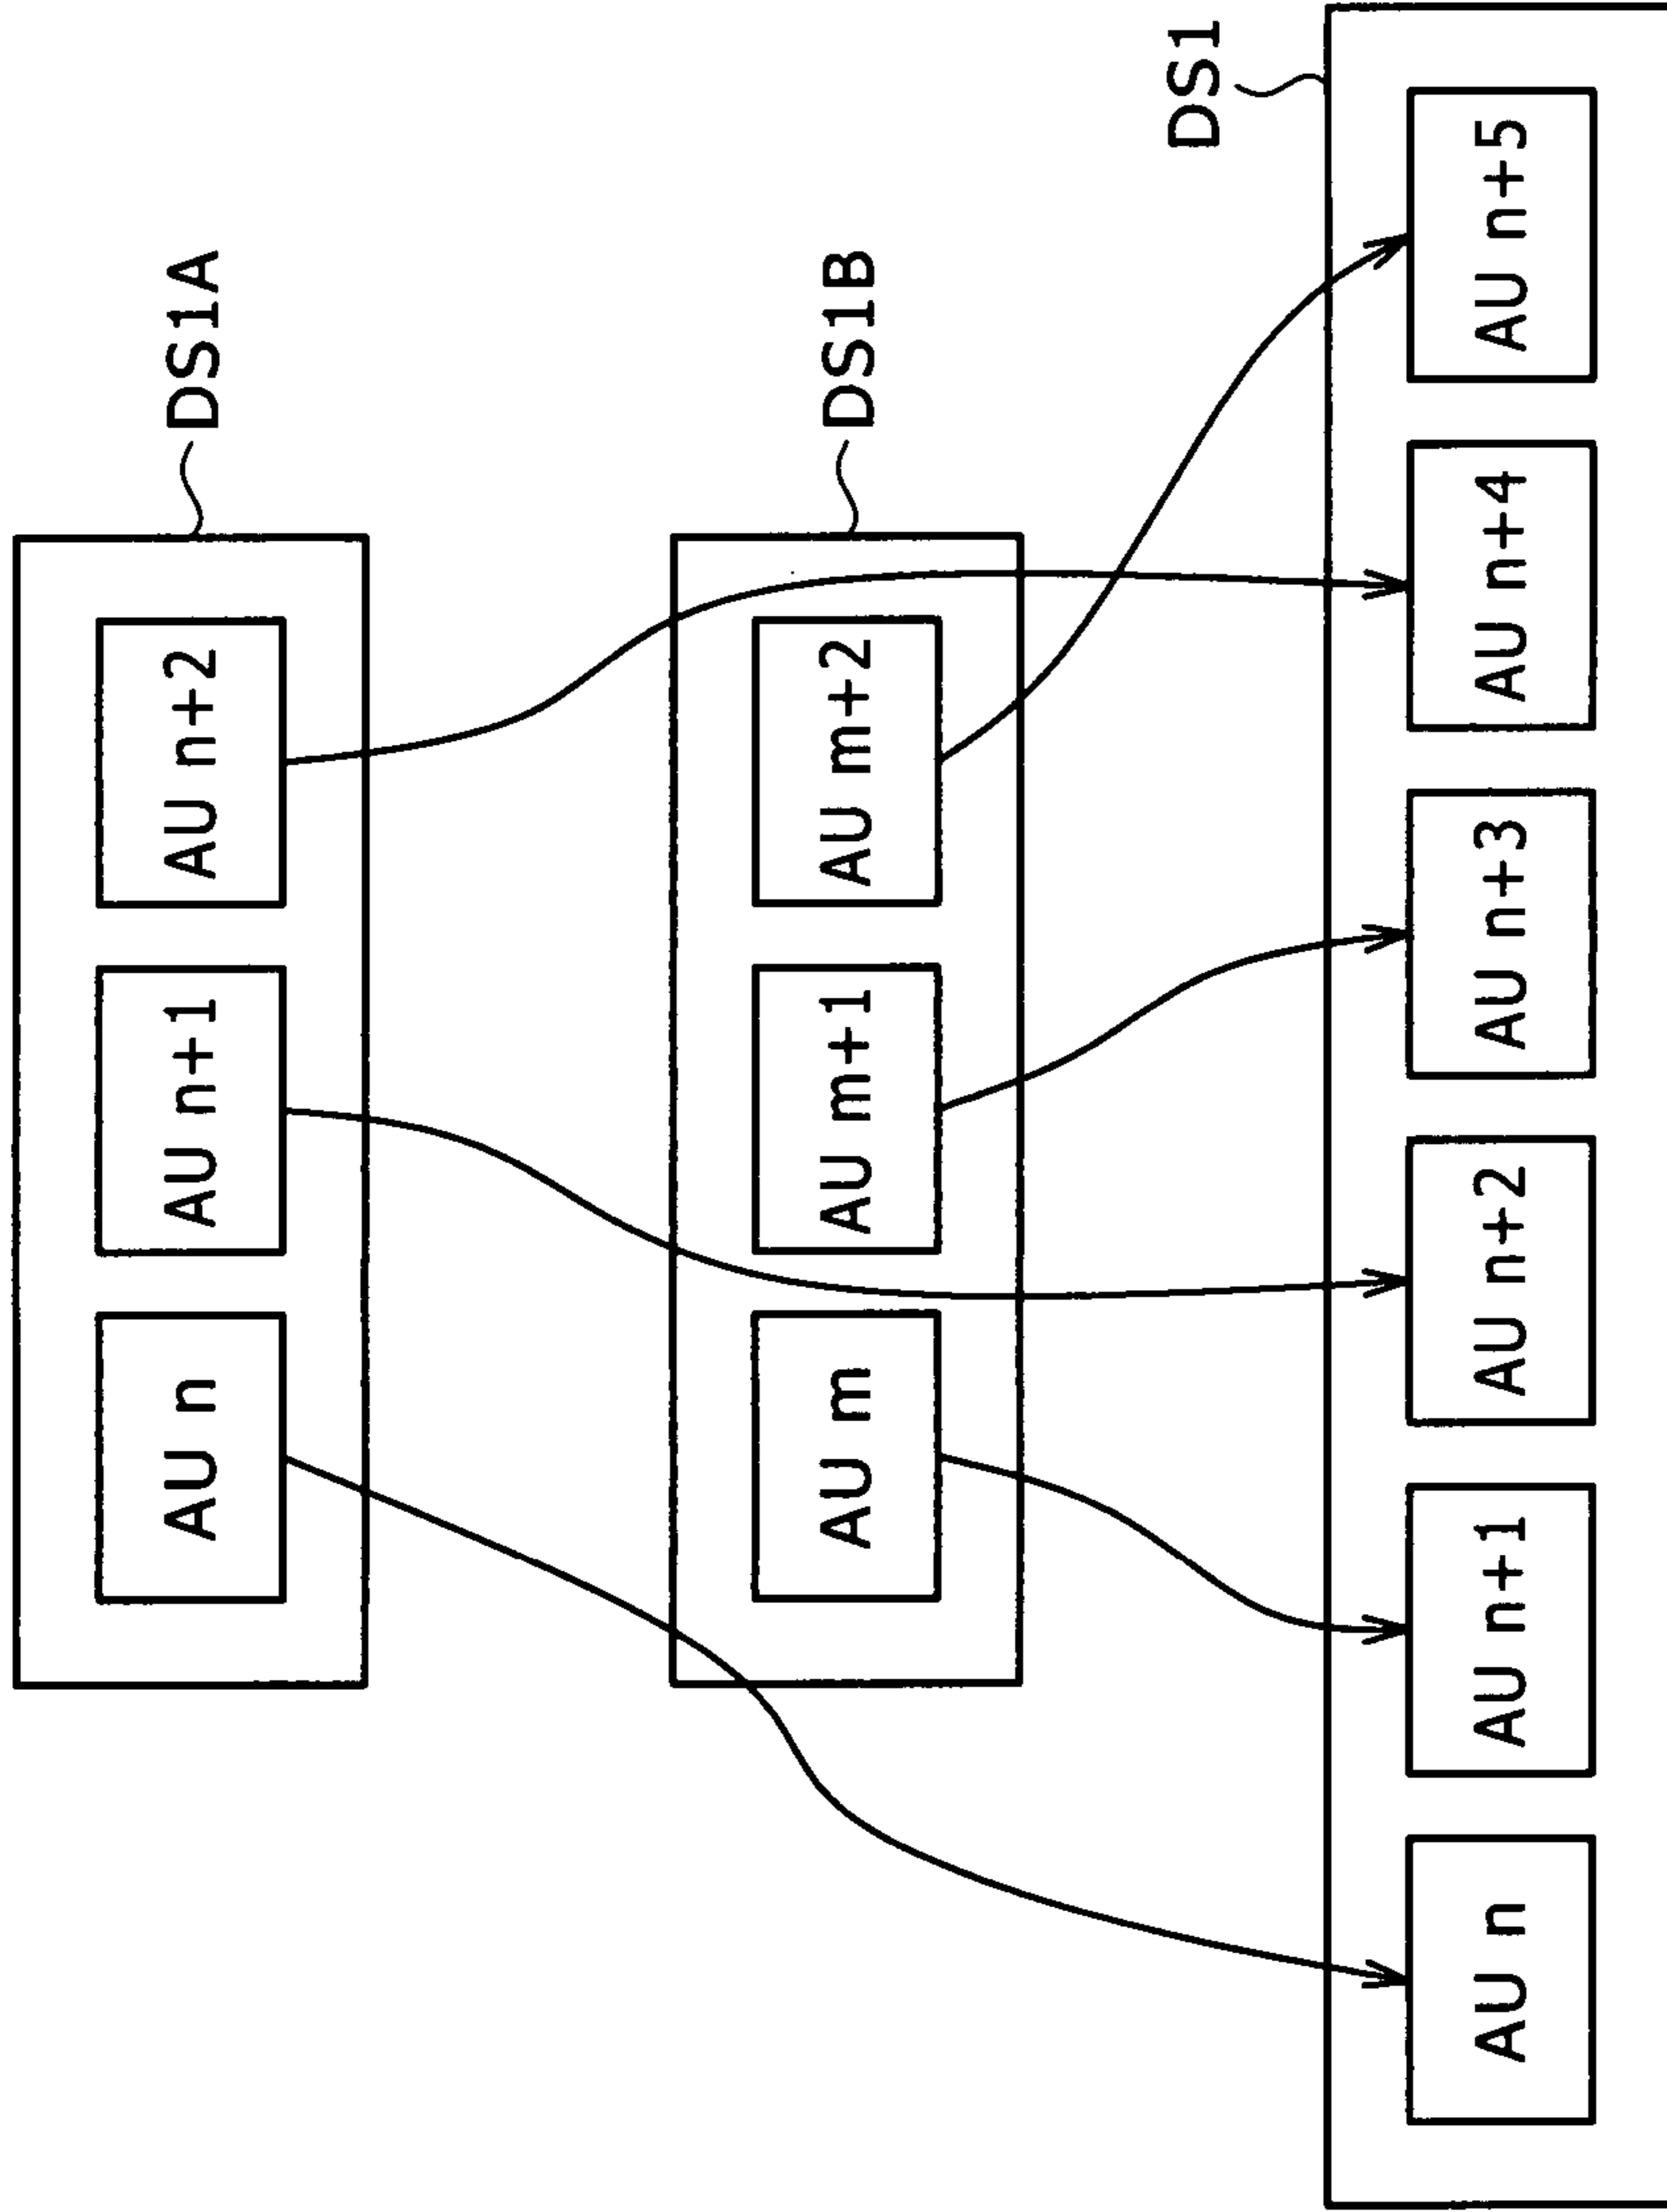 DS1A
AU n
AU n+1
AU n+2
DS1B
AU m
AU m+1
AU m+2
DS1
AU n
AU n+1
AU n+2
AU n+3
AU n+4
AU n+5